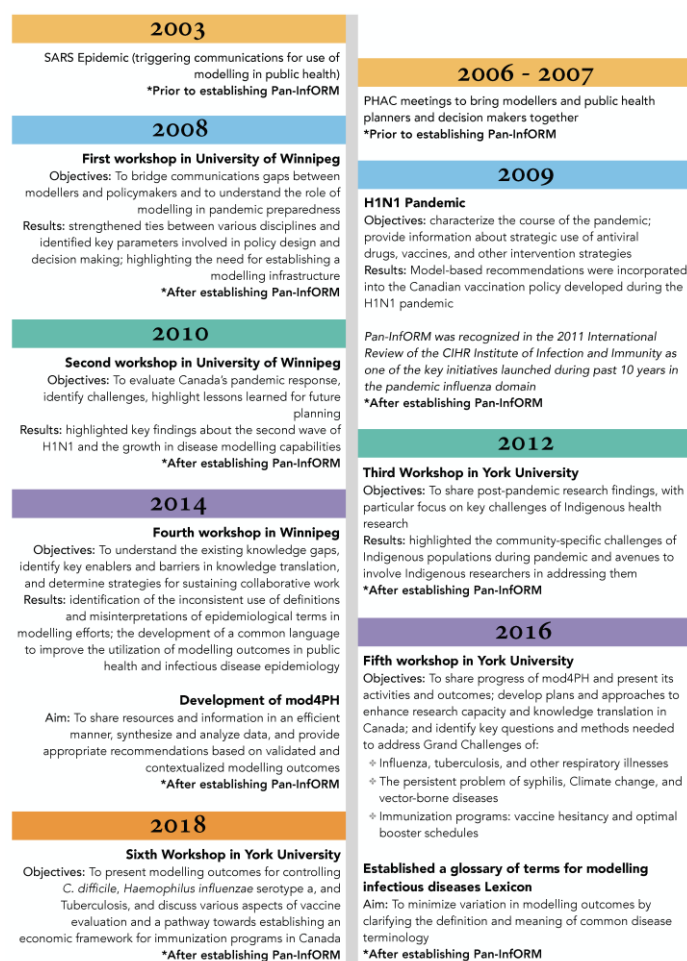 2003
SARS Epidemic (triggering communications for use of
modelling in public health)
*Prior to establishing Pan-InfORM
2006 - 2007
PHAC meetings to bring modellers and public health
planners and decision makers together
*Prior to establishing Pan-InfORM
2008
First workshop in University of Winnipeg
Objectives: To bridge communications gaps between
modellers and policymakers and to understand the role of
modelling in pandemic preparedness
Results: strengthened ties between various disciplines and
identified key parameters involved in policy design and
decision making; highlighting the need for establishing a
modelling infrastructure
*After establishing Pan-InfORM
2009
H1N1 Pandemic
Objectives: characterize the course of the pandemic;
provide information about strategic use of antiviral
drugs, vaccines, and other intervention strategies
Results: Model-based recommendations were incorporated
into the Canadian vaccination policy developed during the
H1N1 pandemic
Pan-InfORM was recognized in the 2011 International
Review of the CIHR Institute of Infection and Immunity as
one of the key initiatives launched during past 10 years in
the pandemic influenza domain
*After establishing Pan-InfORM
2010
Second workshop in University of Winnipeg
Objectives: To evaluate Canada's pandemic response,
identify challenges, highlight lessons learned for future
planning
Results: highlighted key findings about the second wave of
H1N1 and the growth in disease modelling capabilities
*After establishing Pan-InfORM
2012
Third Workshop in York University
Objectives: To share post-pandemic research findings, with
particular focus on key challenges of Indigenous health
research
Results: highlighted the community-specific challenges of
Indigenous populations during pandemic and avenues to
involve Indigenous researchers in addressing them
*After establishing Pan-InfORM
2014
Fourth workshop in Winnipeg
Objectives: To understand the existing knowledge gaps,
identify key enablers and barriers in knowledge translation,
and determine strategies for sustaining collaborative work
Results: identification of the inconsistent use of definitions
and misinterpretations of epidemiological terms in
modelling efforts; the development of a common language
to improve the utilization of modelling outcomes in public
health and infectious disease epidemiology
Development of mod4PH
Aim: To share resources and information in an efficient
manner, synthesize and analyze data, and provide
appropriate recommendations based on validated and
contextualized modelling outcomes
*After establishing Pan-InfORM
2016
Fifth workshop in York University
Objectives: To share progress of mod4PH and present its
activities and outcomes; develop plans and approaches to
enhance research capacity and knowledge translation in
Canada; and identify key questions and methods needed
to address Grand Challenges of:
✧ Influenza, tuberculosis, and other respiratory illnesses
✧ The persistent problem of syphilis, Climate change, and
vector-borne diseases
✧ Immunization programs: vaccine hesitancy and optimal
booster schedules
Established a glossary of terms for modelling
infectious diseases Lexicon
Aim: To minimize variation in modelling outcomes by
clarifying the definition and meaning of common disease
terminology
*After establishing Pan-InfORM
2018
Sixth Workshop in York University
Objectives: To present modelling outcomes for controlling
C. difficile, Haemophilus influenzae serotype a, and
Tuberculosis, and discuss various aspects of vaccine
evaluation and a pathway towards establishing an
economic framework for immunization programs in Canada
*After establishing Pan-InfORM